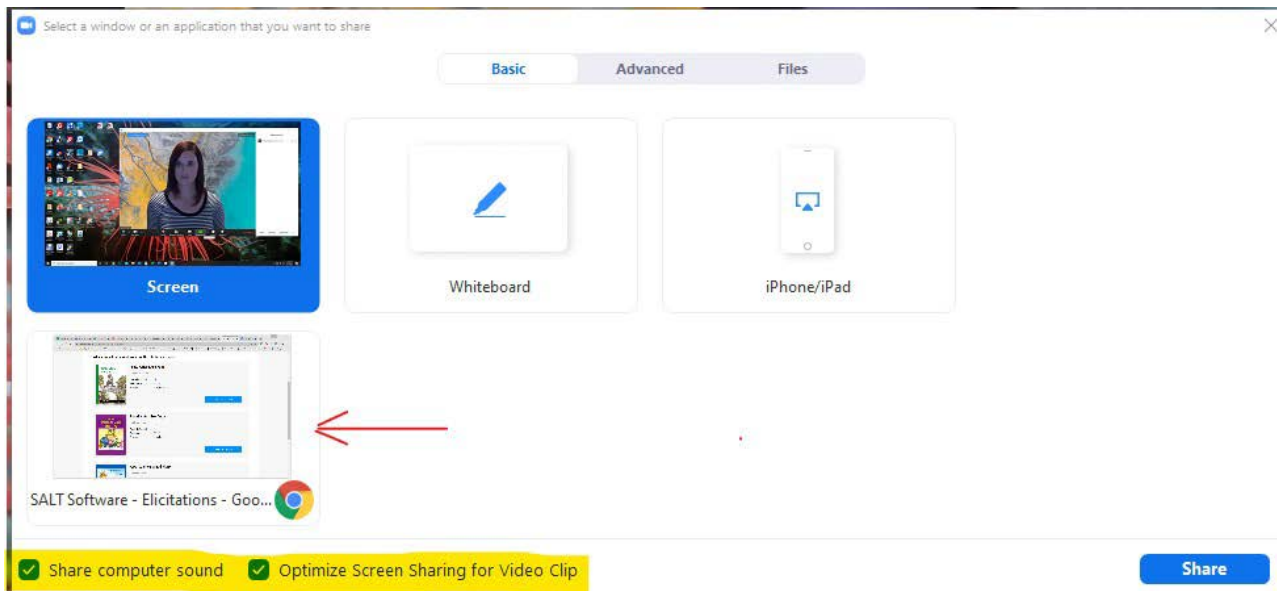 Select a window or an application that you want to share
Basic Advanced Files
Screen Whiteboard iPhone/iPad
SALT Software - Elicitations - Goo...
Share computer sound Optimize Screen Sharing for Video Clip Share